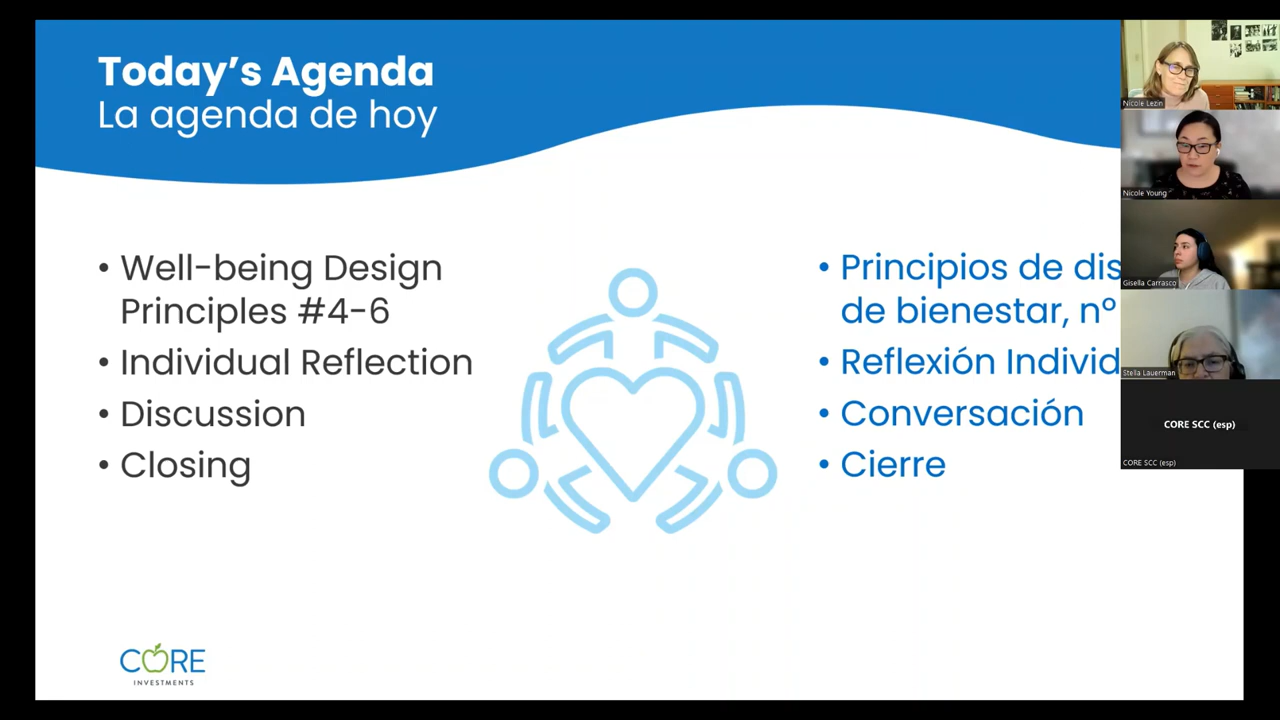 Today’s Agenda
La agenda de hoy
• Well-being Design
Principles #4-6
• Individual Reflection
• Discussion
• Closing
• Principios de dis
de bienestar, nº
• Reflexión Individ
• Conversación
• Cierre
CORE
INVESTMENTS
Nicole Lezin
Nicole Young
Gisella Carrasco
Stella Lauerman
CORE SCC (esp)
CORE SCC (esp)